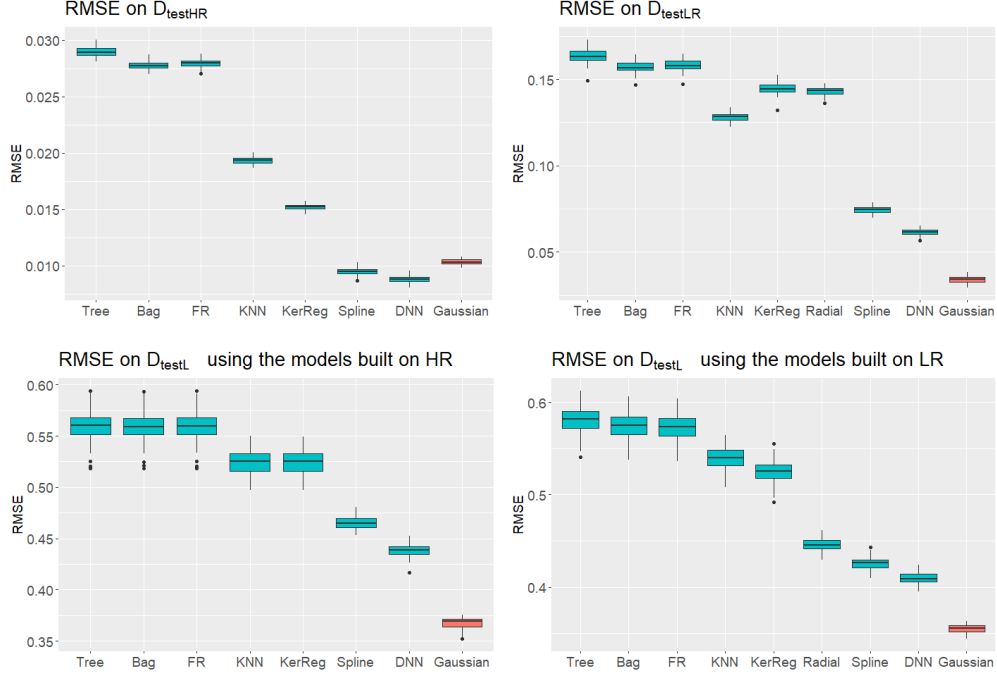 RMSE on DtestHR
RMSE
0.030
0.025
0.020
0.015
0.010
Tree Bag FR KNN KerReg Spline DNN Gaussian
RMSE on DtestLR
RMSE
0.15
0.10
0.05
Tree Bag FR KNN KerReg Radial Spline DNN Gaussian
RMSE on DtestL using the models built on HR
RMSE
0.60
0.55
0.50
0.45
0.40
0.35
Tree Bag FR KNN KerReg Spline DNN Gaussian
RMSE on DtestL using the models built on LR
RMSE
0.6
0.5
0.4
Tree Bag FR KNN KerReg Radial Spline DNN Gaussian